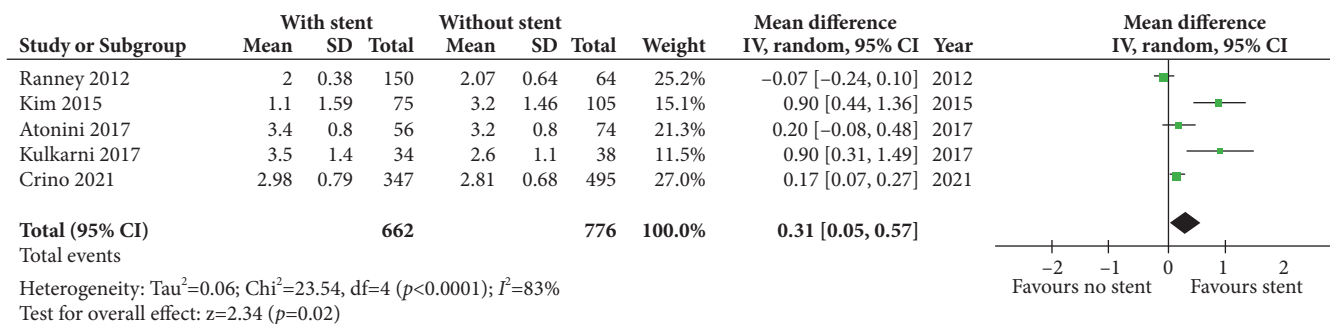 With stent Without stent Mean difference Mean difference
Study or Subgroup Mean SD Total Mean SD Total Weight IV, random, 95% CI Year IV, random, 95% CI
Ranney 2012 2 0.38 150 2.07 0.64 64 25.2% −0.07 [−0.24, 0.10] 2012
Kim 2015 1.1 1.59 75 3.2 1.46 105 15.1% 0.90 [0.44, 1.36] 2015
Atonini 2017 3.4 0.8 56 3.2 0.8 74 21.3% 0.20 [−0.08, 0.48] 2017
Kulkarni 2017 3.5 1.4 34 2.6 1.1 38 11.5% 0.90 [0.31, 1.49] 2017
Crino 2021 2.98 0.79 347 2.81 0.68 495 27.0% 0.17 [0.07, 0.27] 2021
Total (95% CI) 662 776 100.0% 0.31 [0.05, 0.57]
Total events
−2 −1 0 1 2
Heterogeneity: Tau²=0.06; Chi²=23.54, df=4 (p<0.0001); I²=83%
Favours no stent Favours stent
Test for overall effect: z=2.34 (p=0.02)